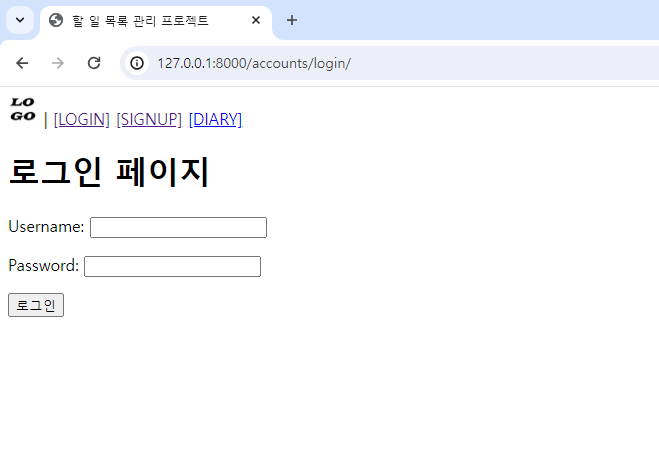 할 일 목록 관리 프로젝트
127.0.0.1:8000/accounts/login/
LO
GO | [LOGIN] [SIGNUP] [DIARY]
로그인 페이지
Username:
Password:
로그인